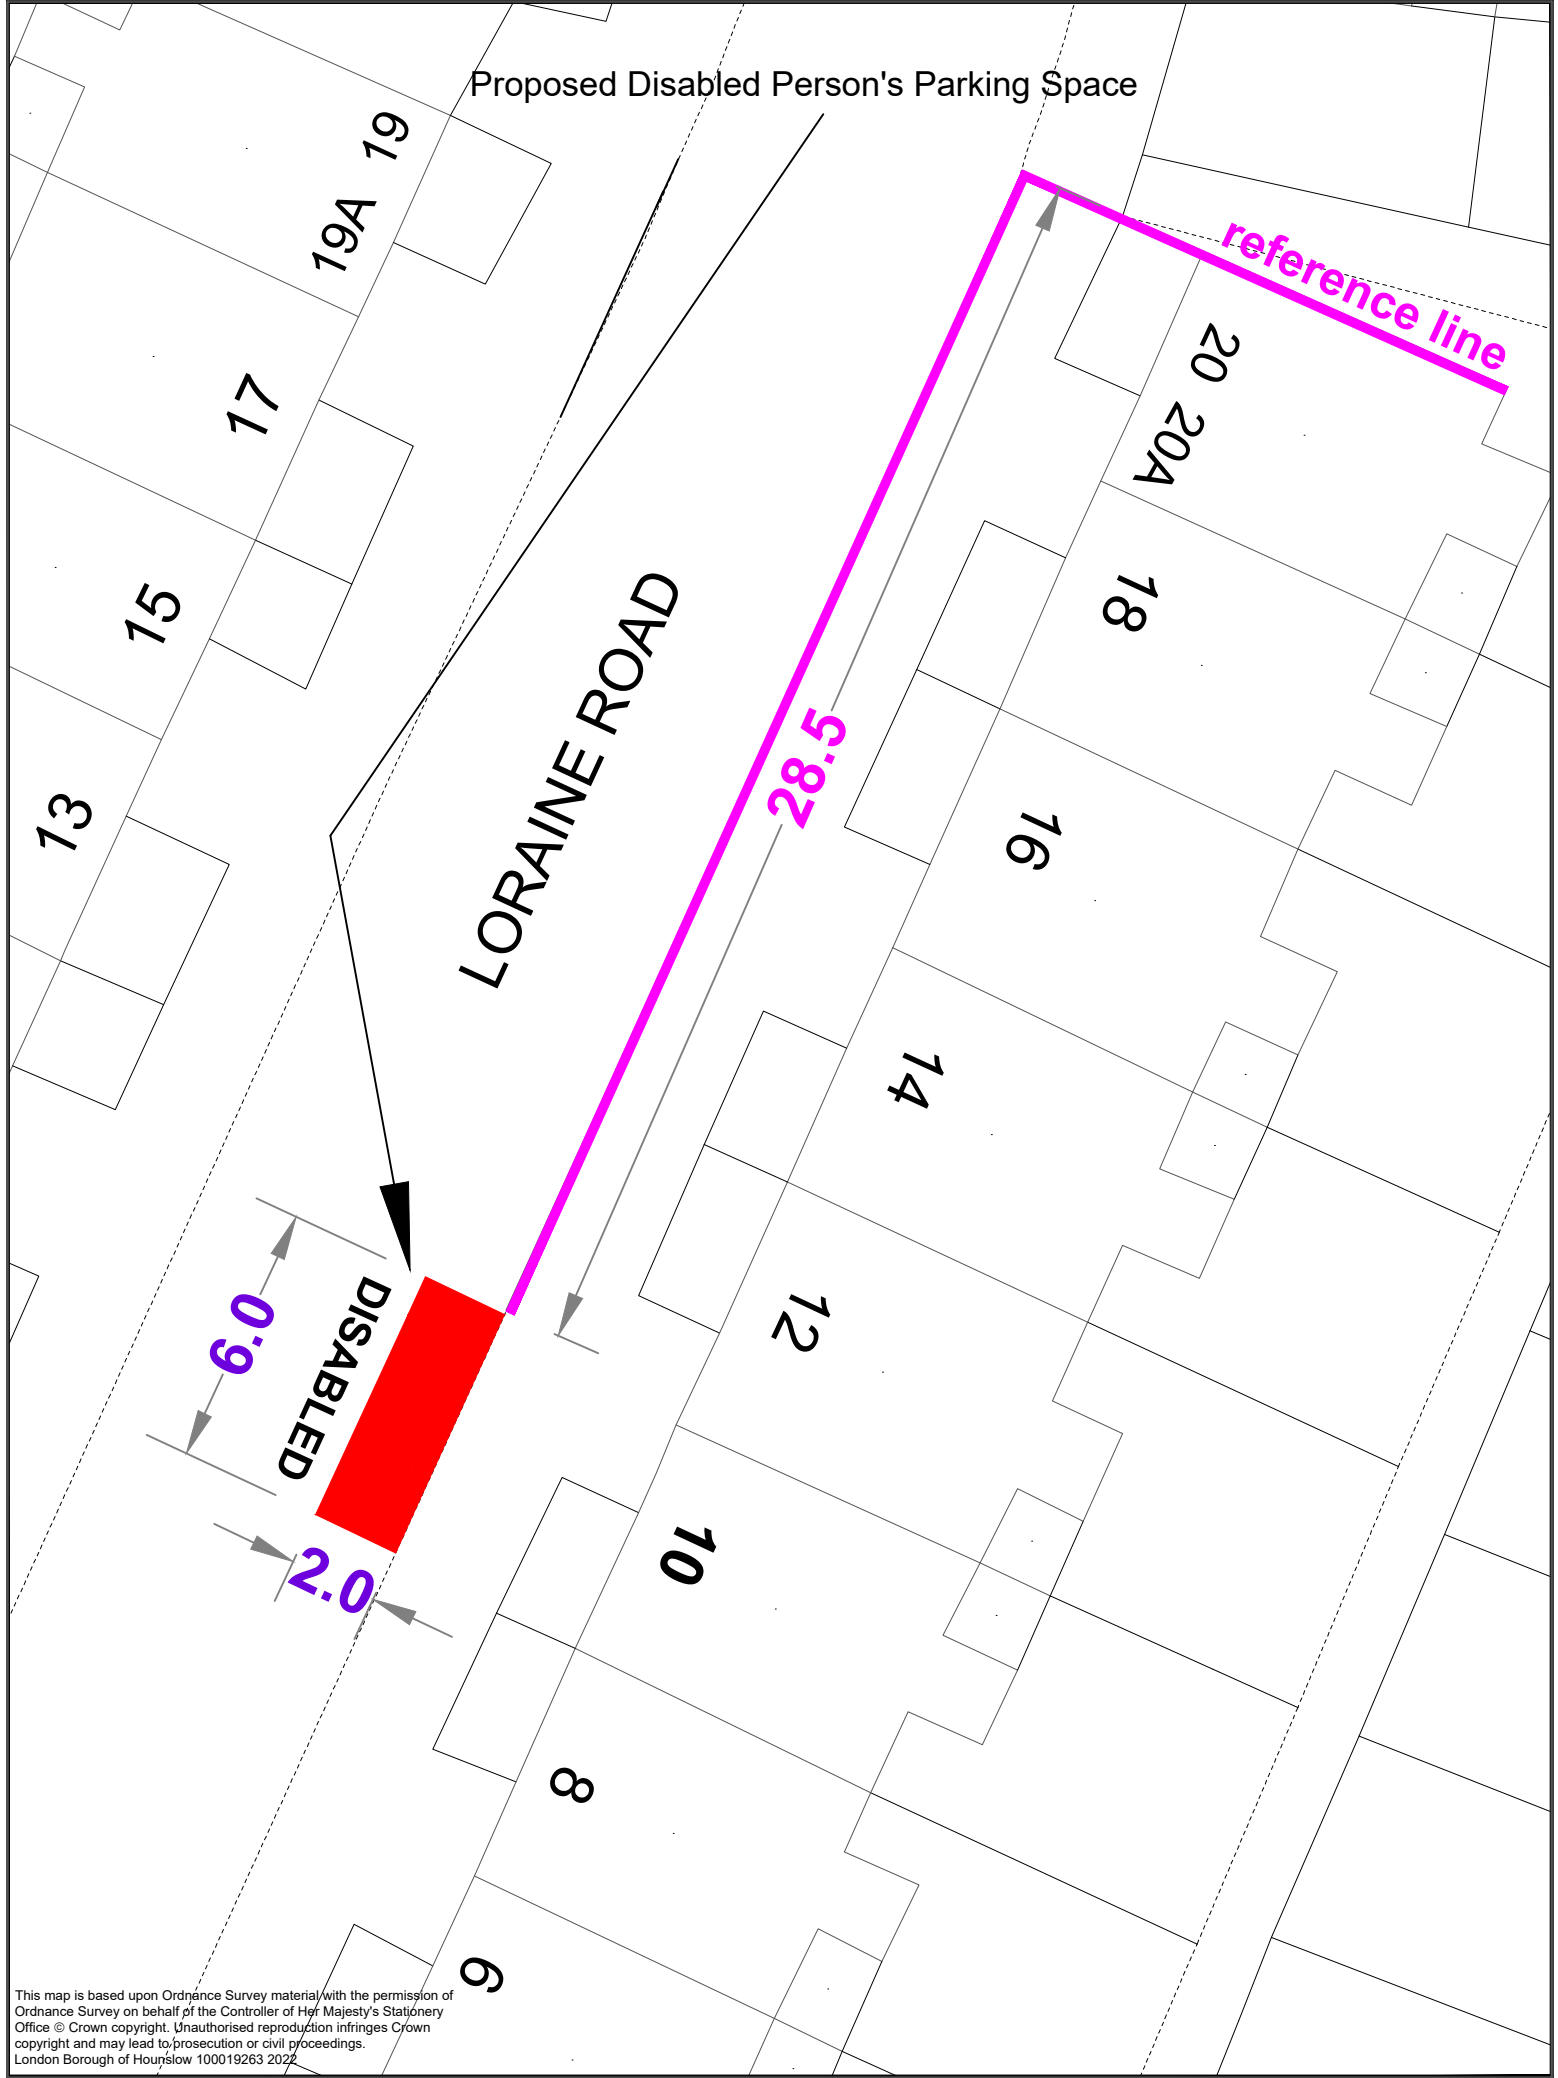 Proposed Disabled Person's Parking Space
19
19A
17
15
13
reference line
20
20A
18
16
14
12
10
8
6
LORAINE ROAD
28.5
DISABLED
6.0
2.0
This map is based upon Ordnance Survey material with the permission of
Ordnance Survey on behalf of the Controller of Her Majesty's Stationery
Office © Crown copyright. Unauthorised reproduction infringes Crown
copyright and may lead to prosecution or civil proceedings.
London Borough of Hounslow 100019263 2022